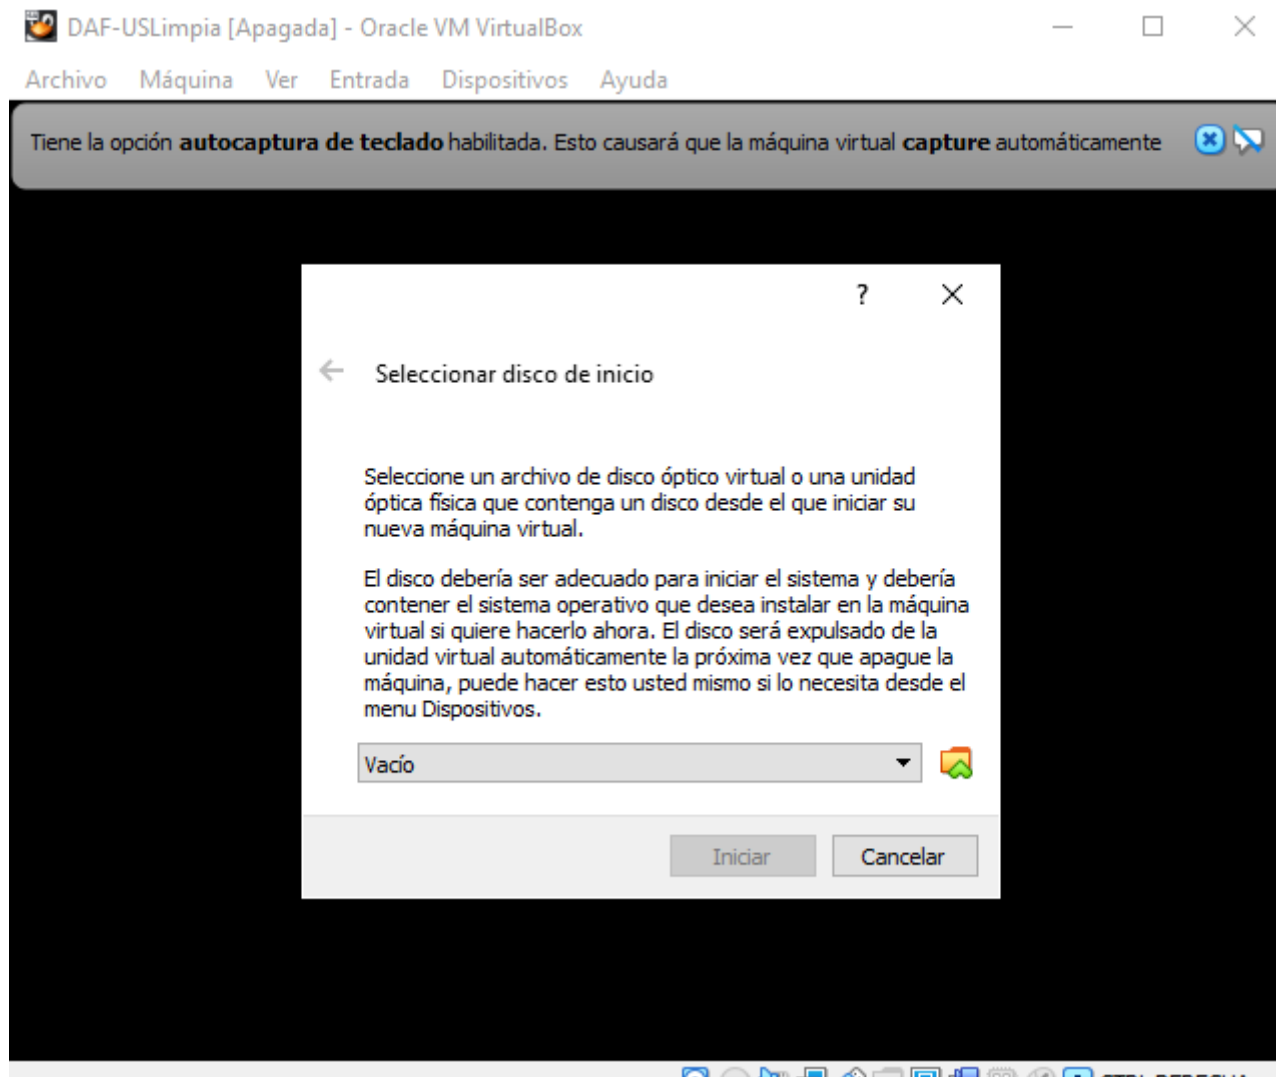 DAF-USLimpia [Apagada] - Oracle VM VirtualBox
Archivo Máquina Ver Entrada Dispositivos Ayuda
Tiene la opción autocaptura de teclado habilitada. Esto causará que la máquina virtual capture automáticamente
?
Seleccionar disco de inicio
Seleccione un archivo de disco óptico virtual o una unidad
óptica física que contenga un disco desde el que iniciar su
nueva máquina virtual.
El disco debería ser adecuado para iniciar el sistema y debería
contener el sistema operativo que desea instalar en la máquina
virtual si quiere hacerlo ahora. El disco será expulsado de la
unidad virtual automáticamente la próxima vez que apague la
máquina, puede hacer esto usted mismo si lo necesita desde el
menu Dispositivos.
Vacío
Iniciar Cancelar
CTRL DERECHA